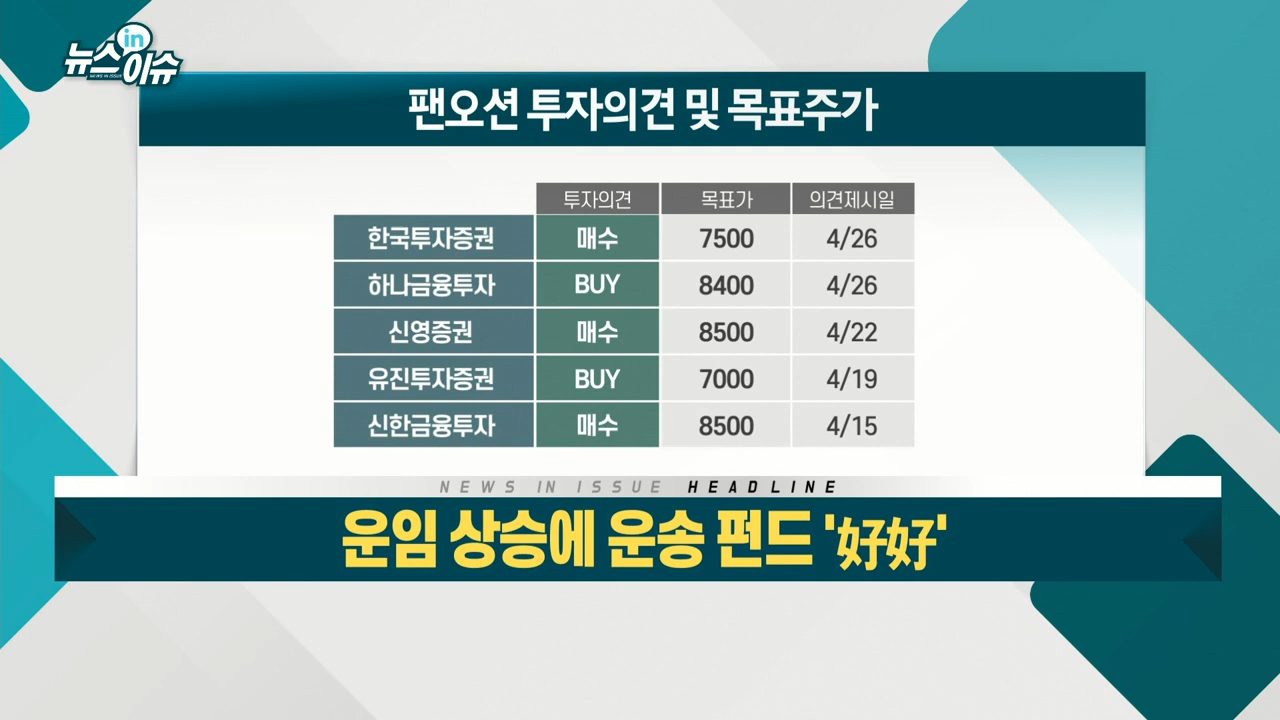 뉴스in이슈
NEWS IN ISSUE
팬오션 투자의견 및 목표주가
투자의견 목표가 의견제시일
한국투자증권 매수 7500 4/26
하나금융투자 BUY 8400 4/26
신영증권 매수 8500 4/22
유진투자증권 BUY 7000 4/19
신한금융투자 매수 8500 4/15
NEWS IN ISSUE HEADLINE
운임 상승에 운송 펀드 '好好'